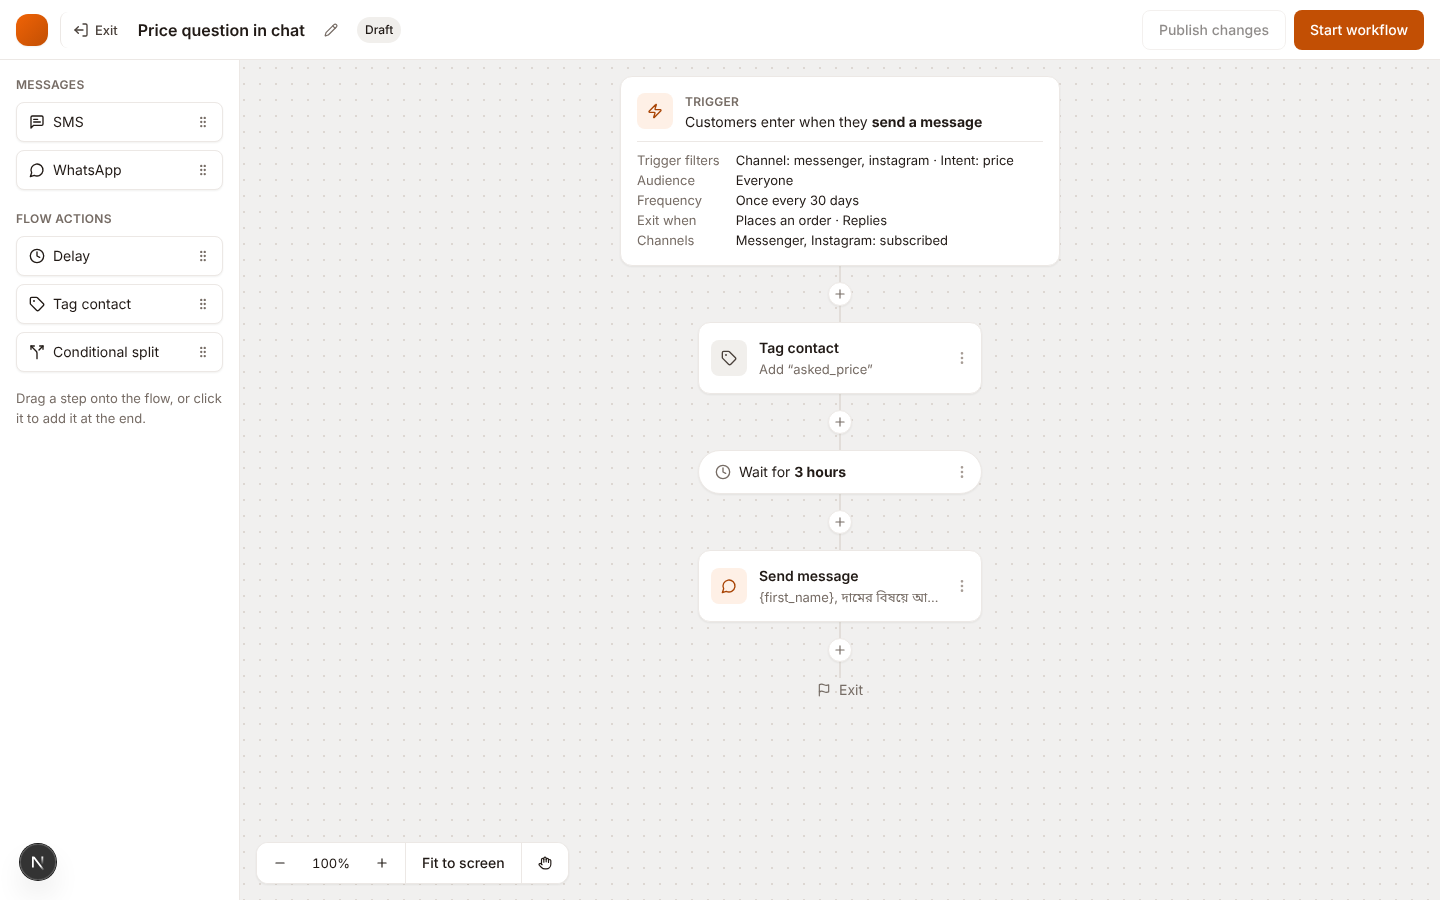 Exit
Price question in chat
Draft
Publish changes
Start workflow
MESSAGES
SMS
WhatsApp
FLOW ACTIONS
Delay
Tag contact
Conditional split
Drag a step onto the flow, or click
it to add it at the end.
TRIGGER
Customers enter when they send a message
Trigger filters Channel: messenger, instagram · Intent: price
Audience Everyone
Frequency Once every 30 days
Exit when Places an order · Replies
Channels Messenger, Instagram: subscribed
Tag contact
Add “asked_price”
Wait for 3 hours
Send message
{first_name}, দামের বিষয়ে আ...
Exit
N
100%
Fit to screen